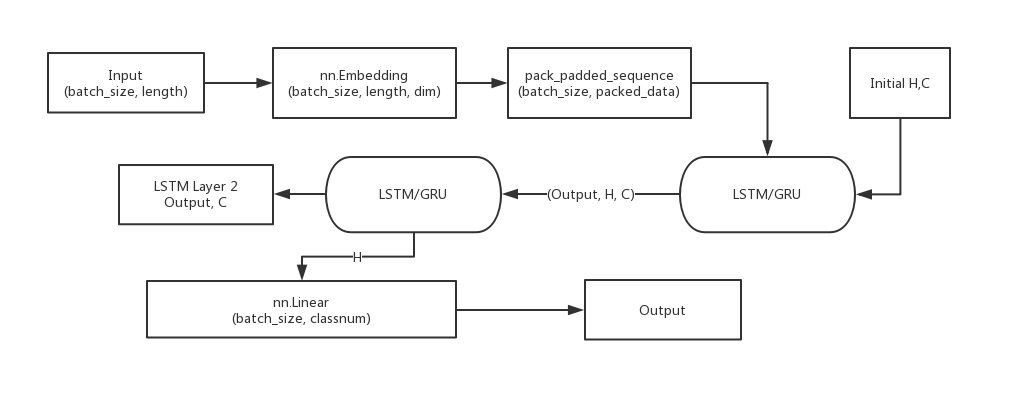 Input
(batch_size, length)
nn.Embedding
(batch_size, length, dim)
pack_padded_sequence
(batch_size, packed_data)
Initial H,C
LSTM/GRU
(Output, H, C)
LSTM/GRU
LSTM Layer 2
Output, C
H
nn.Linear
(batch_size, classnum)
Output